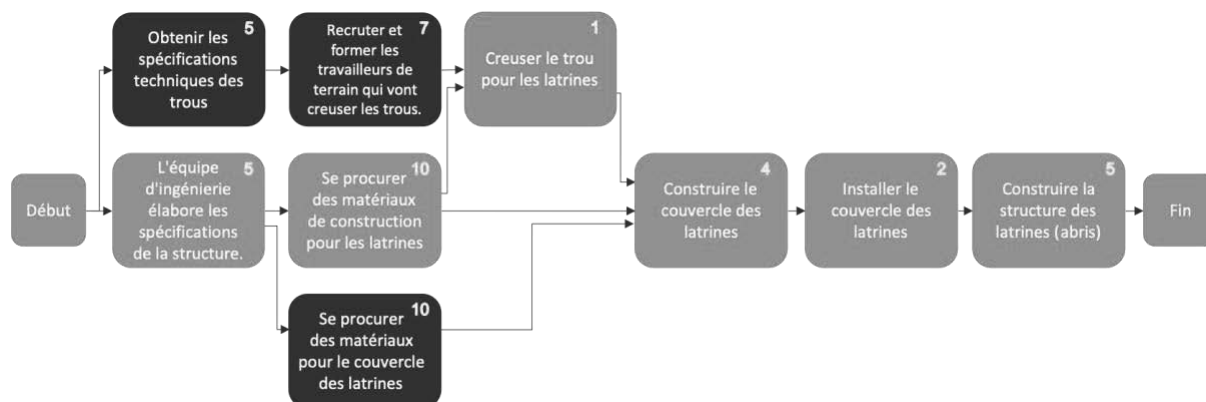 5
Obtenir les
spécifications
techniques des
trous
7
Recruter et
former les
travailleurs de
terrain qui vont
creuser les trous.
1
Creuser le trou
pour les latrines
Début
5
L'équipe
d'ingénierie
élabore les
spécifications
de la structure.
10
Se procurer
des matériaux
de construction
pour les latrines
4
Construire le
couvercle des
latrines
2
Installer le
couvercle des
latrines
5
Construire la
structure des
latrines (abris)
Fin
10
Se procurer
des matériaux
pour le couvercle
des latrines